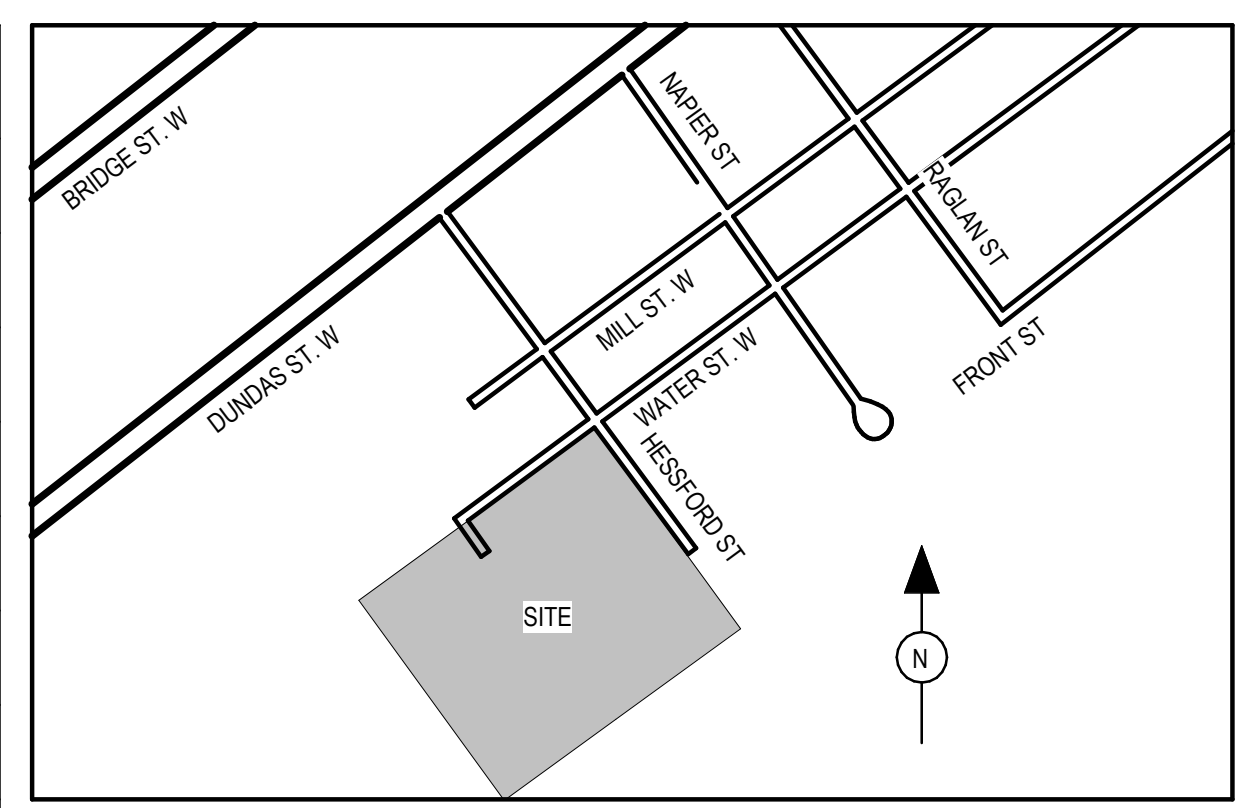 BRIDGE ST. W
NAPIER ST
RAGLAN ST
MILL ST. W
DUNDAS ST. W
WATER ST. W
FRONT ST
HESSFORD ST
SITE
N